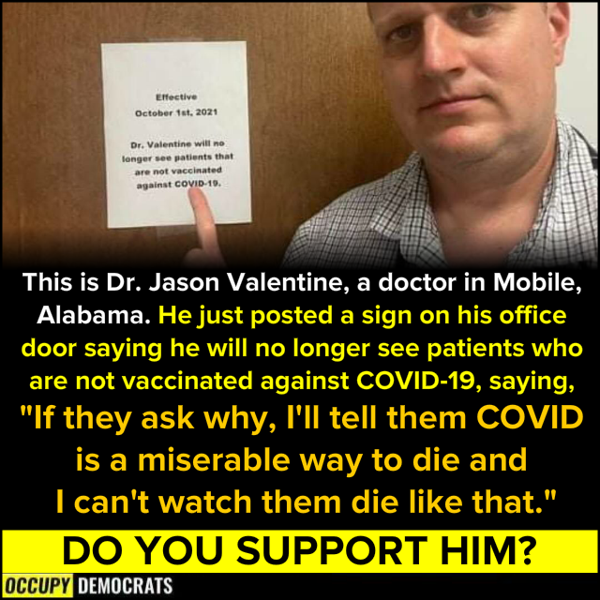 Effective
October 1st, 2021
Dr. Valentine will no
longer see patients that
are not vaccinated
against COVID-19.
This is Dr. Jason Valentine, a doctor in Mobile,
Alabama. He just posted a sign on his office
door saying he will no longer see patients who
are not vaccinated against COVID-19, saying,
"If they ask why, I'll tell them COVID
is a miserable way to die and
I can't watch them die like that."
DO YOU SUPPORT HIM?
OCCUPY DEMOCRATS